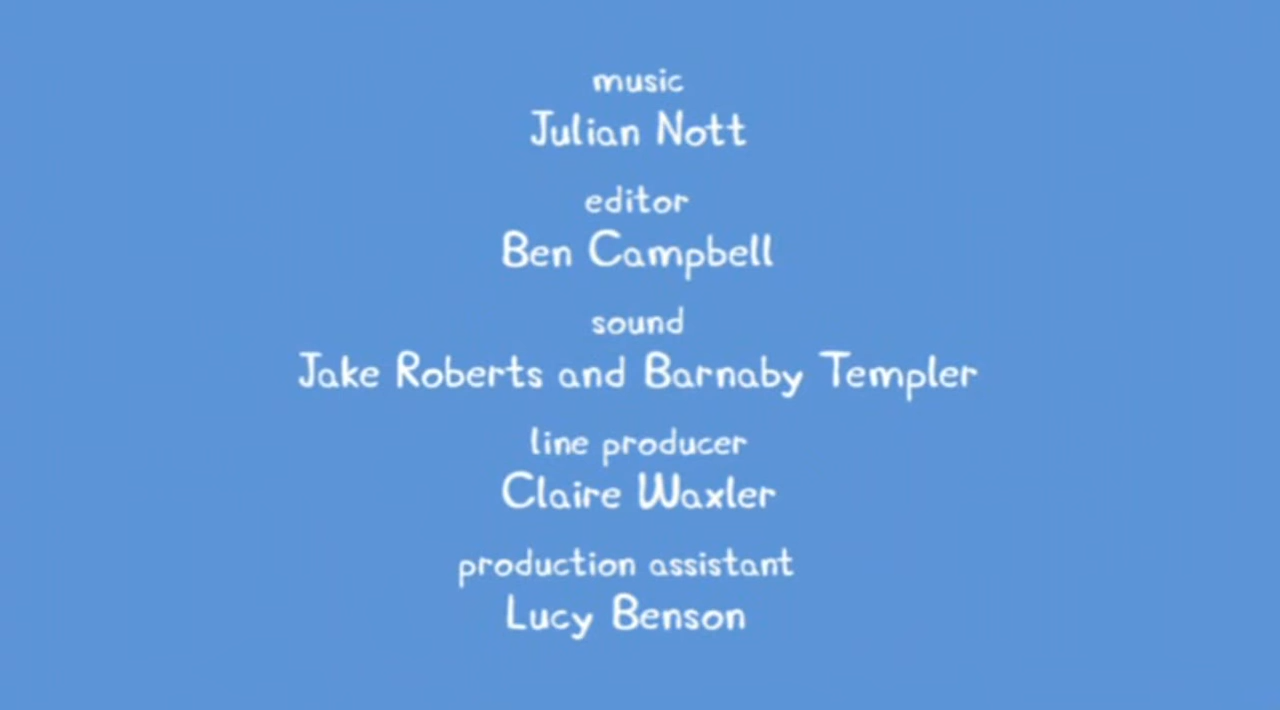 music
Julian Nott
editor
Ben Campbell
sound
Jake Roberts and Barnaby Templer
line producer
Claire Waxler
production assistant
Lucy Benson